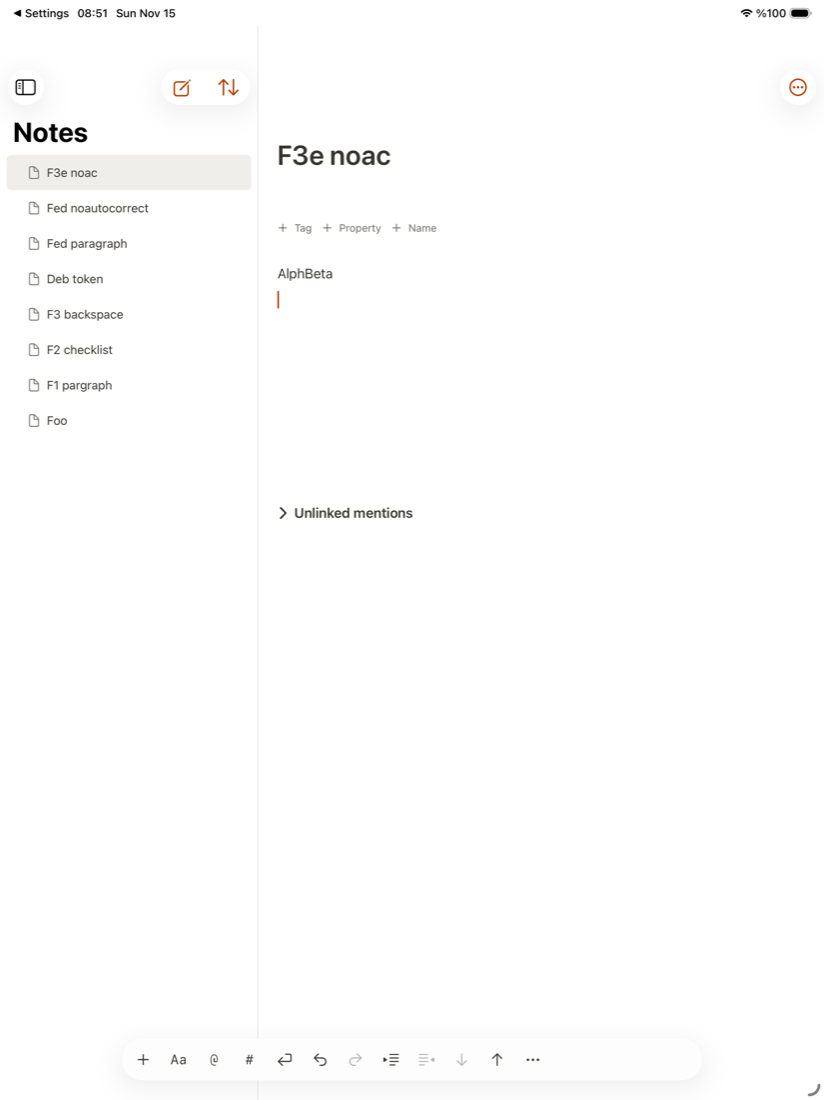 Settings 08:51 Sun Nov 15
%100
Notes
F3e noac
Fed noautocorrect
Fed paragraph
Deb token
F3 backspace
F2 checklist
F1 pargraph
Foo
F3e noac
+ Tag + Property + Name
AlphBeta
Unlinked mentions
+ Aa @ #